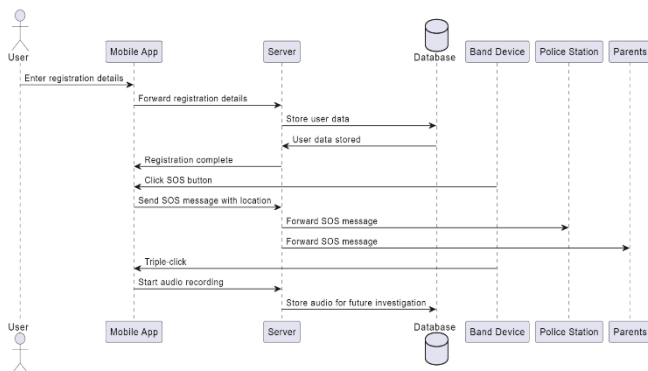 User
Mobile App
Server
Database
Band Device
Police Station
Parents
Enter registration details
Forward registration details
Store user data
User data stored
Registration complete
Click SOS button
Send SOS message with location
Forward SOS message
Forward SOS message
Triple-click
Start audio recording
Store audio for future investigation
User
Mobile App
Server
Database
Band Device
Police Station
Parents